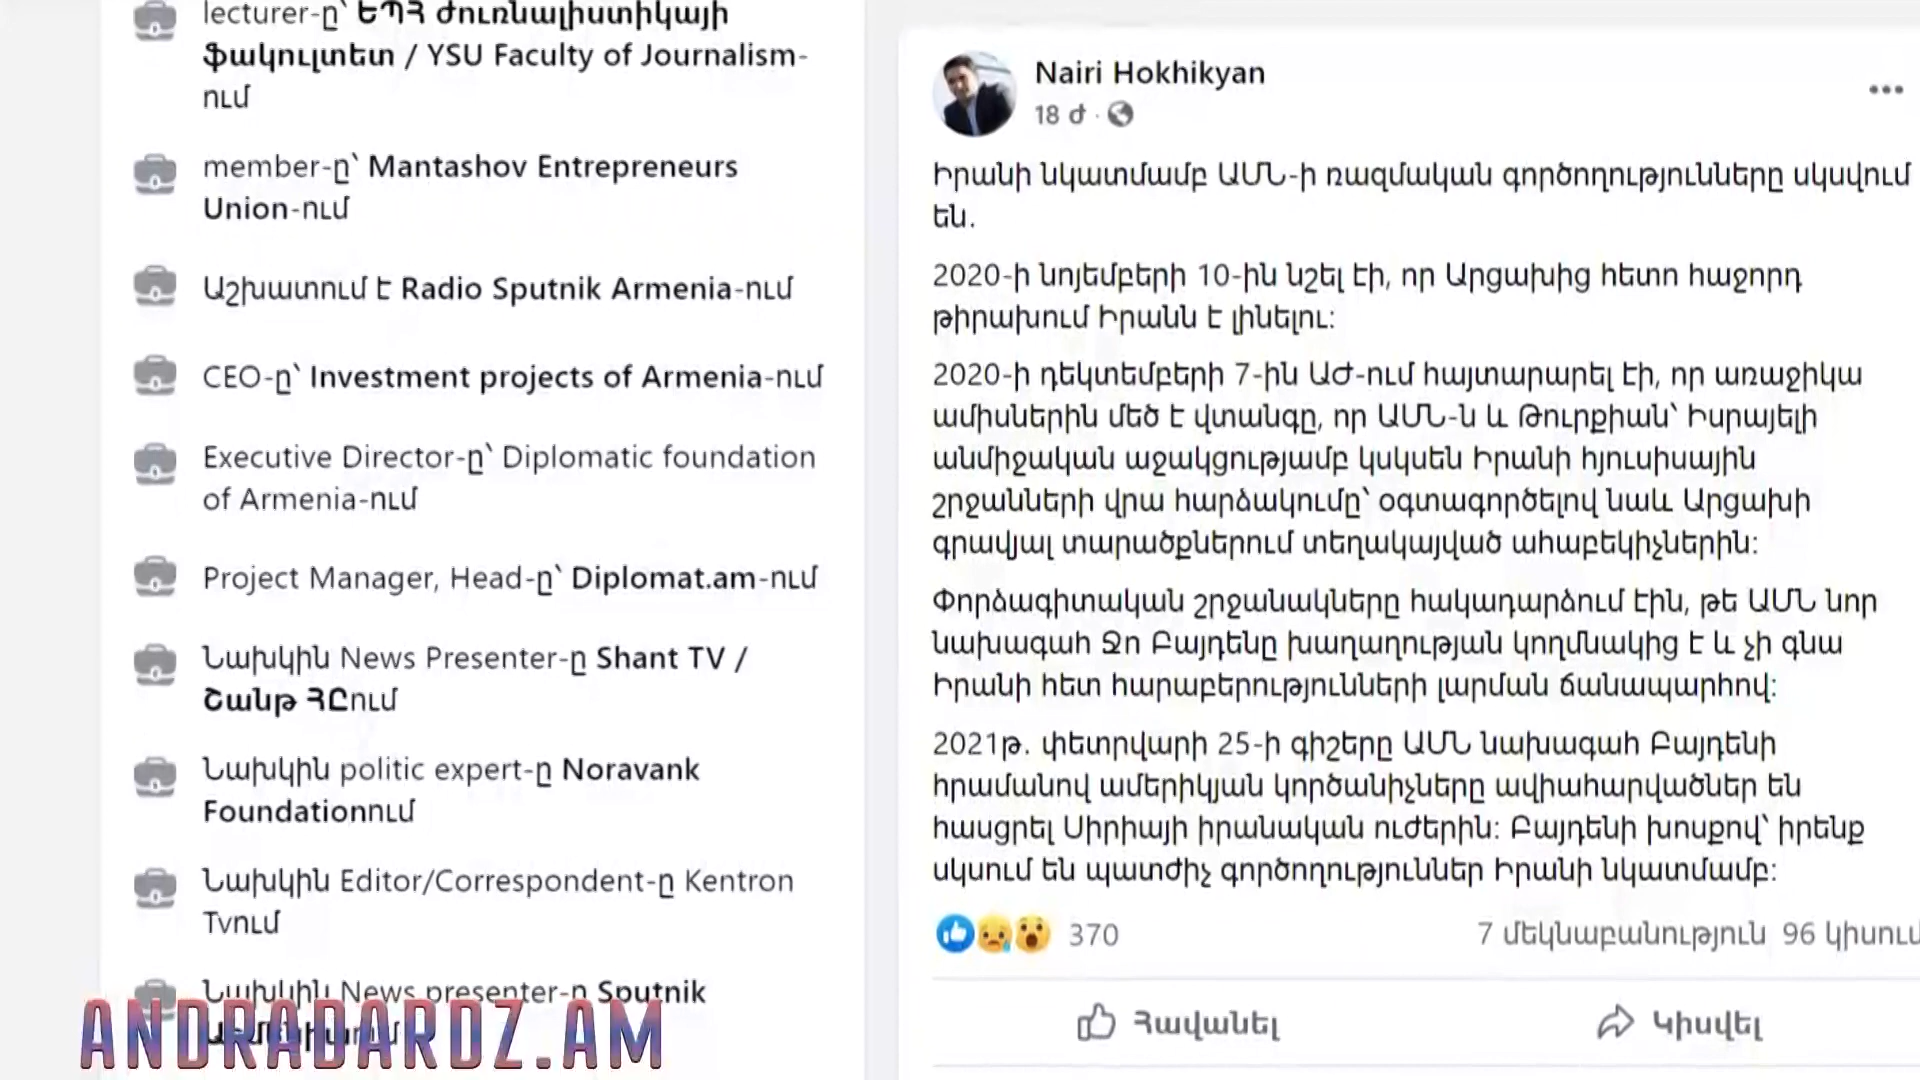 lecturer-ը՝ ԵՊՀ Ժուռնալիստիկայի
ֆակուլտետ / YSU Faculty of Journalism-
ում
member-ը՝ Mantashov Entrepreneurs
Union-ում
Աշխատում է Radio Sputnik Armenia-ում
CEO-ը՝ Investment projects of Armenia-ում
Executive Director-ը՝ Diplomatic foundation
of Armenia-ում
Project Manager, Head-ը՝ Diplomat.am-ում
Նախկին News Presenter-ը Shant TV /
Շանթ ՀԸում
Նախկին politic expert-ը Noravank
Foundationում
Նախկին Editor/Correspondent-ը Kentron
Tvում
Նախկին News presenter-ը Sputnik
ANDRADARDZ.AM
Nairi Hokhikyan
18 ժ ·
Իրանի նկատմամբ ԱՄՆ-ի ռազմական գործողությունները սկսվում
են.
2020-ի նոյեմբերի 10-ին նշել էի, որ Արցախից հետո հաջորդ
թիրախում Իրանն է լինելու:
2020-ի դեկտեմբերի 7-ին ԱԺ-ում հայտարարել էի, որ առաջիկա
ամիսներին մեծ է վտանգը, որ ԱՄՆ-ն և Թուրքիան՝ Իսրայելի
անմիջական աջակցությամբ կսկսեն Իրանի հյուսիսային
շրջանների վրա հարձակումը՝ օգտագործելով նաև Արցախի
գրավյալ տարածքներում տեղակայված ահաբեկիչներին:
Փորձագիտական շրջանակները հակադարձում էին, թե ԱՄՆ նոր
նախագահ Ջո Բայդենը խաղաղության կողմնակից է և չի գնա
Իրանի հետ հարաբերությունների լարման ճանապարհով:
2021թ. փետրվարի 25-ի գիշերը ԱՄՆ նախագահ Բայդենի
հրամանով ամերիկյան կործանիչները ավիահարվածներ են
հասցրել Սիրիայի իրանական ուժերին: Բայդենի խոսքով՝ իրենք
սկսում են պատժիչ գործողություններ Իրանի նկատմամբ:
370
7 մեկնաբանություն 96 կիսում
Հավանել
Կիսվել